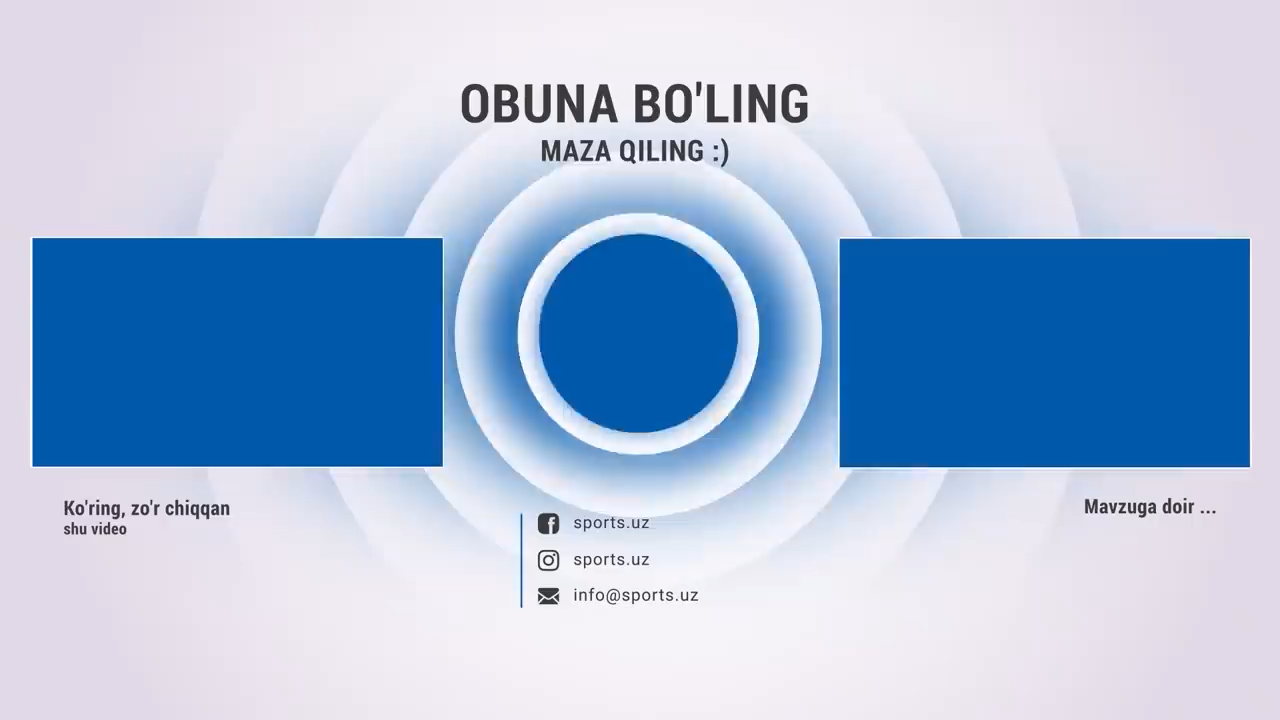 OBUNA BO'LING
MAZA QILING :)
Ko'ring, zo'r chiqqan
shu video
Mavzuga doir ...
sports.uz
sports.uz
info@sports.uz